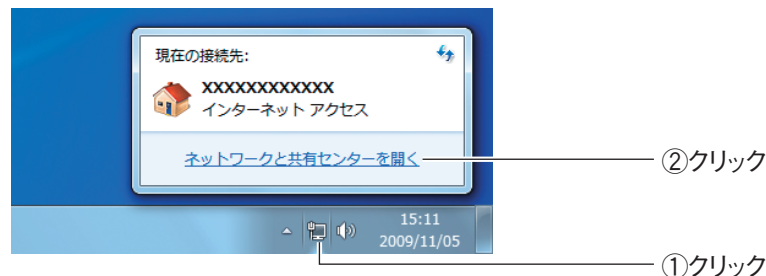 現在の接続先:
XXXXXXXXXXXX
インターネット アクセス
ネットワークと共有センターを開く
②クリック
15:11
2009/11/05
①クリック